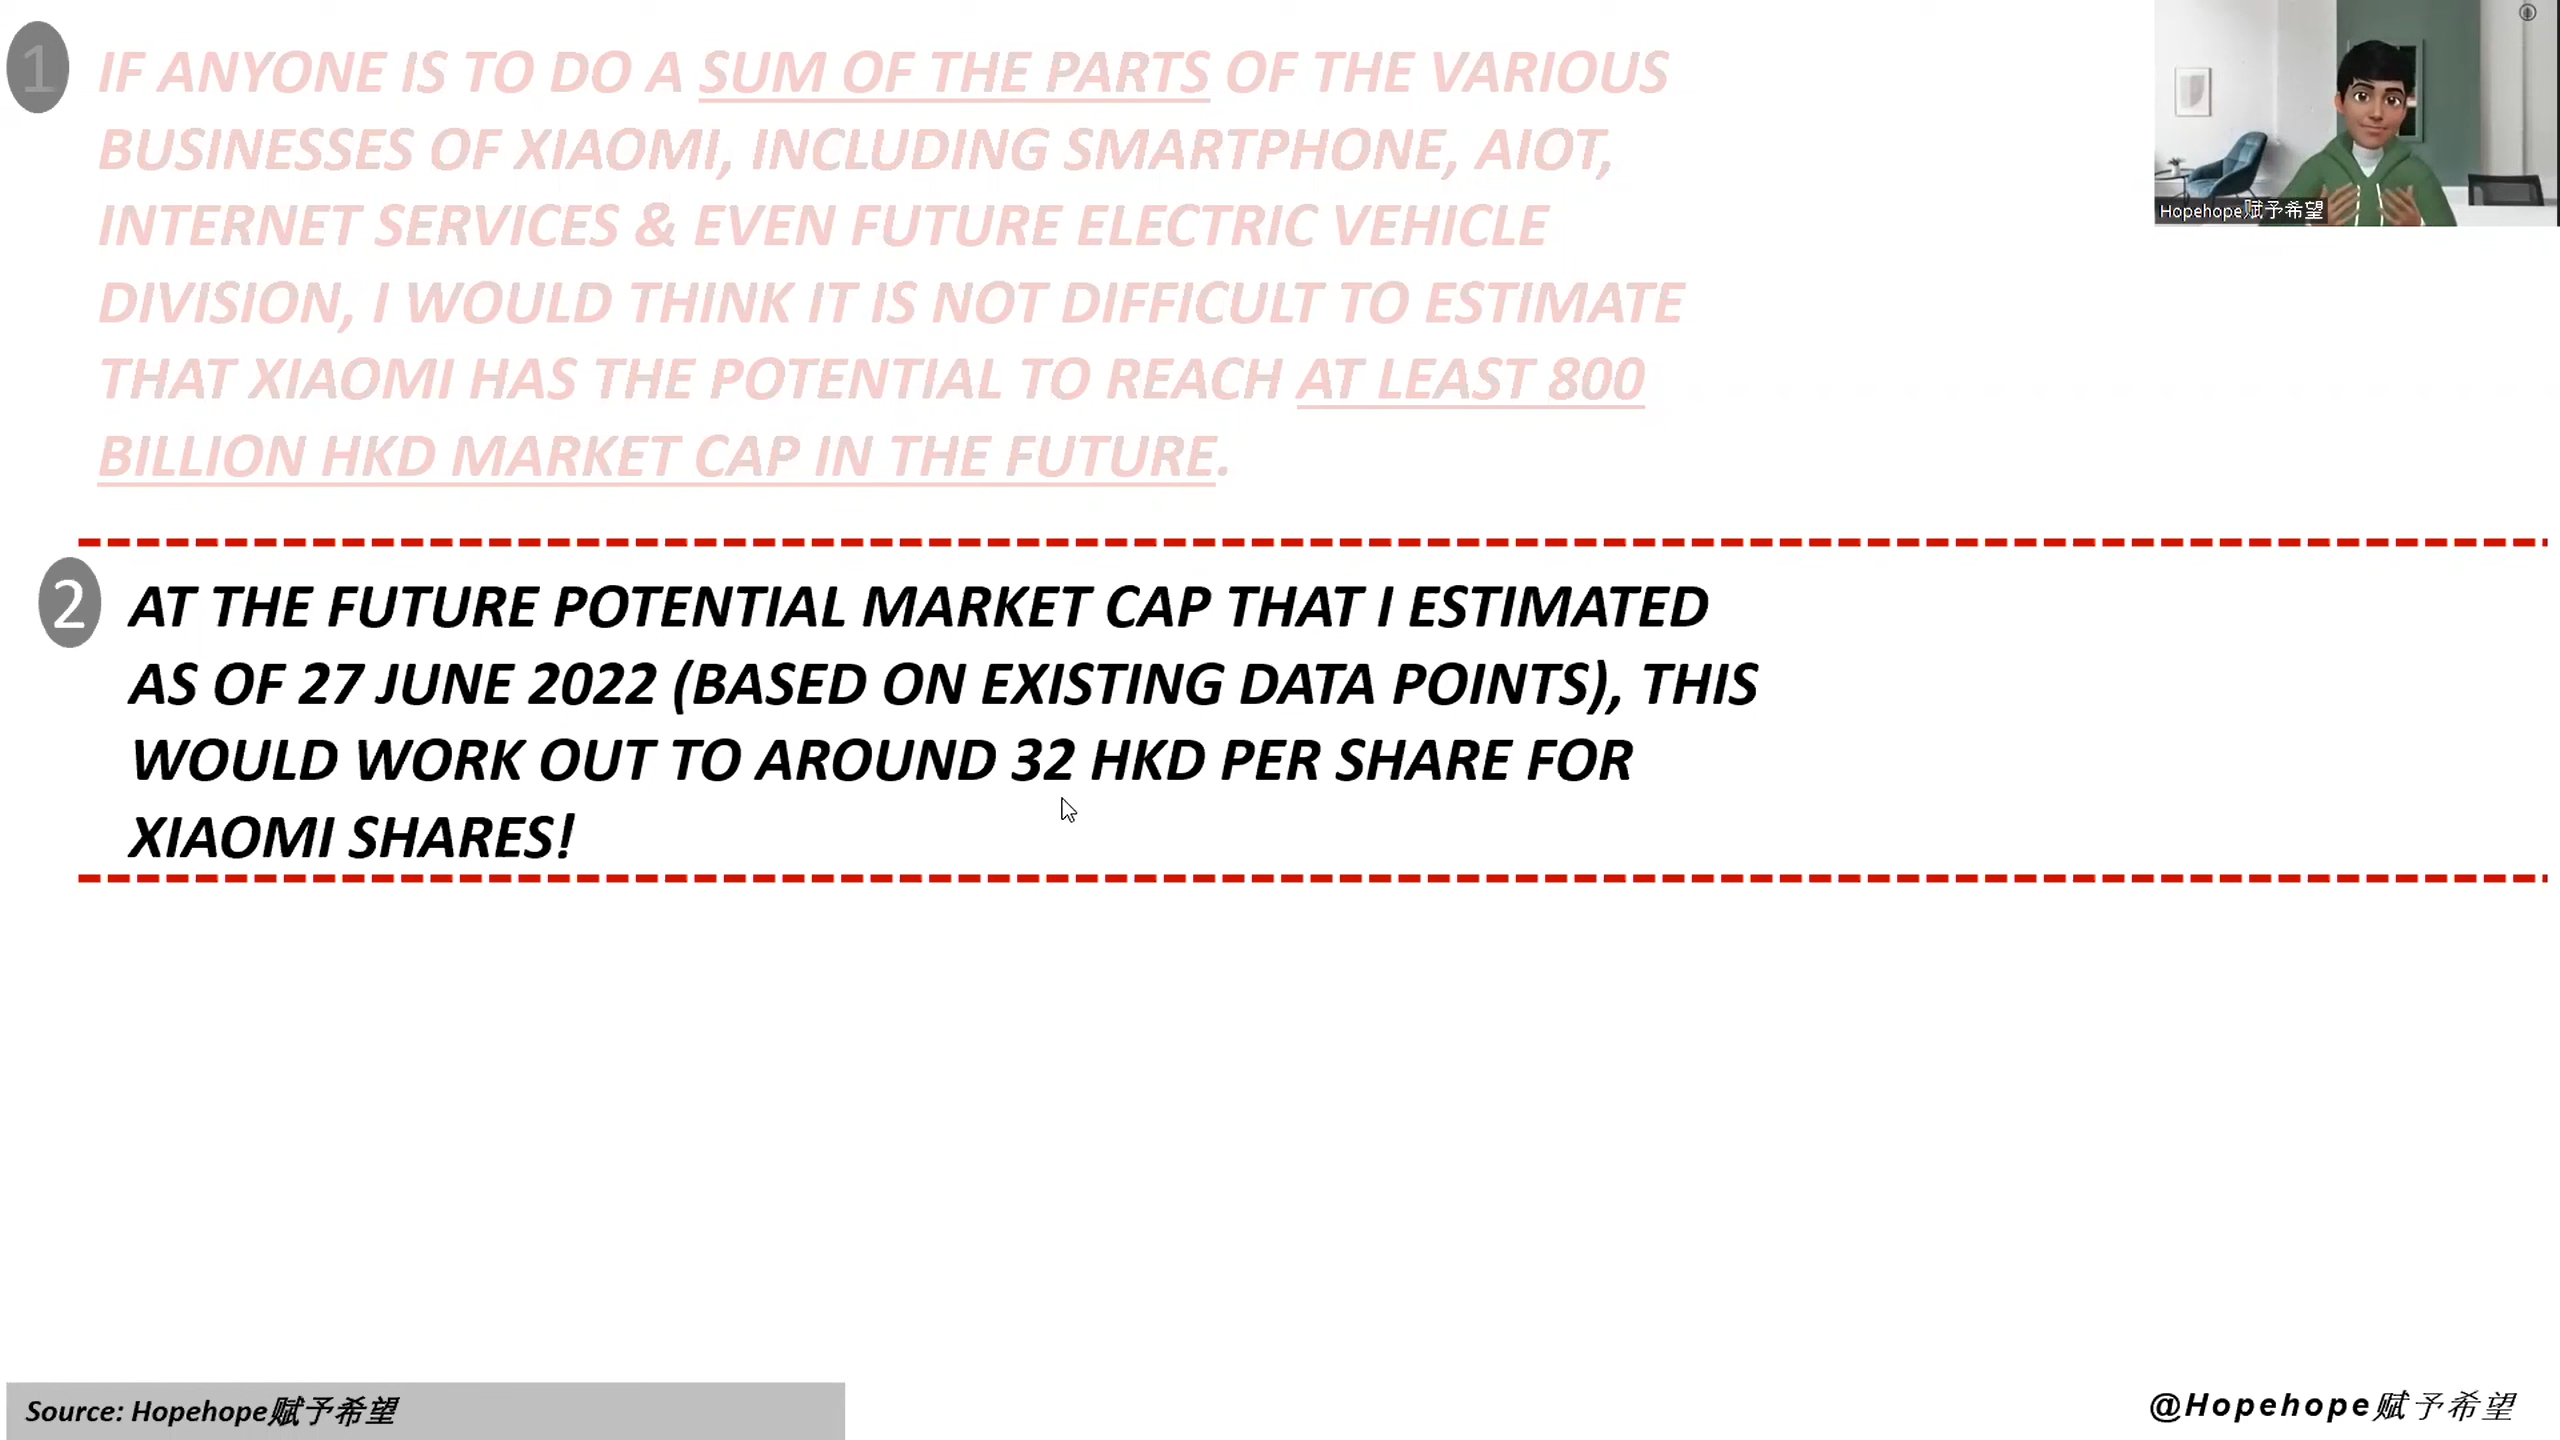 1
IF ANYONE IS TO DO A SUM OF THE PARTS OF THE VARIOUS
BUSINESSES OF XIAOMI, INCLUDING SMARTPHONE, AIOT,
INTERNET SERVICES & EVEN FUTURE ELECTRIC VEHICLE
DIVISION, I WOULD THINK IT IS NOT DIFFICULT TO ESTIMATE
THAT XIAOMI HAS THE POTENTIAL TO REACH AT LEAST 800
BILLION HKD MARKET CAP IN THE FUTURE.
Hopehope赋予希望
2
AT THE FUTURE POTENTIAL MARKET CAP THAT I ESTIMATED
AS OF 27 JUNE 2022 (BASED ON EXISTING DATA POINTS), THIS
WOULD WORK OUT TO AROUND 32 HKD PER SHARE FOR
XIAOMI SHARES!
Source: Hopehope赋予希望
@Hopehope赋予希望